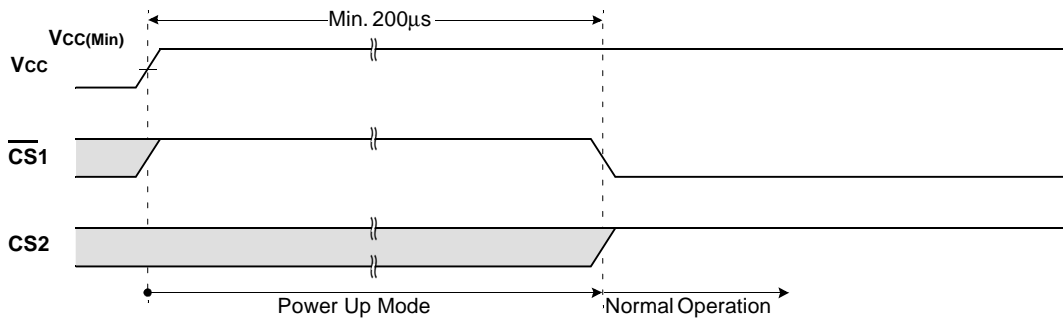 Min. 200μs
VCC(Min)
VCC
CS1
CS2
Power Up Mode
Normal Operation